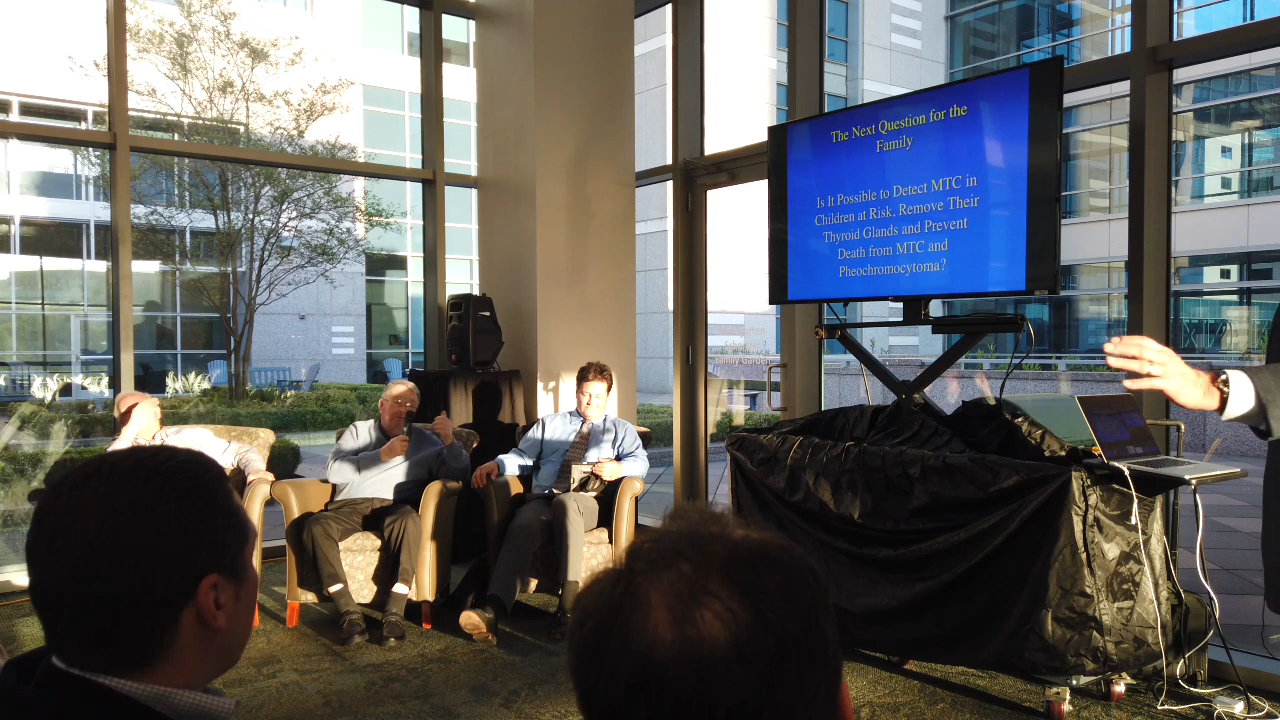 The Next Question for the
Family
Is It Possible to Detect MTC in
Children at Risk, Remove Their
Thyroid Glands and Prevent
Death from MTC and
Pheochromocytoma?